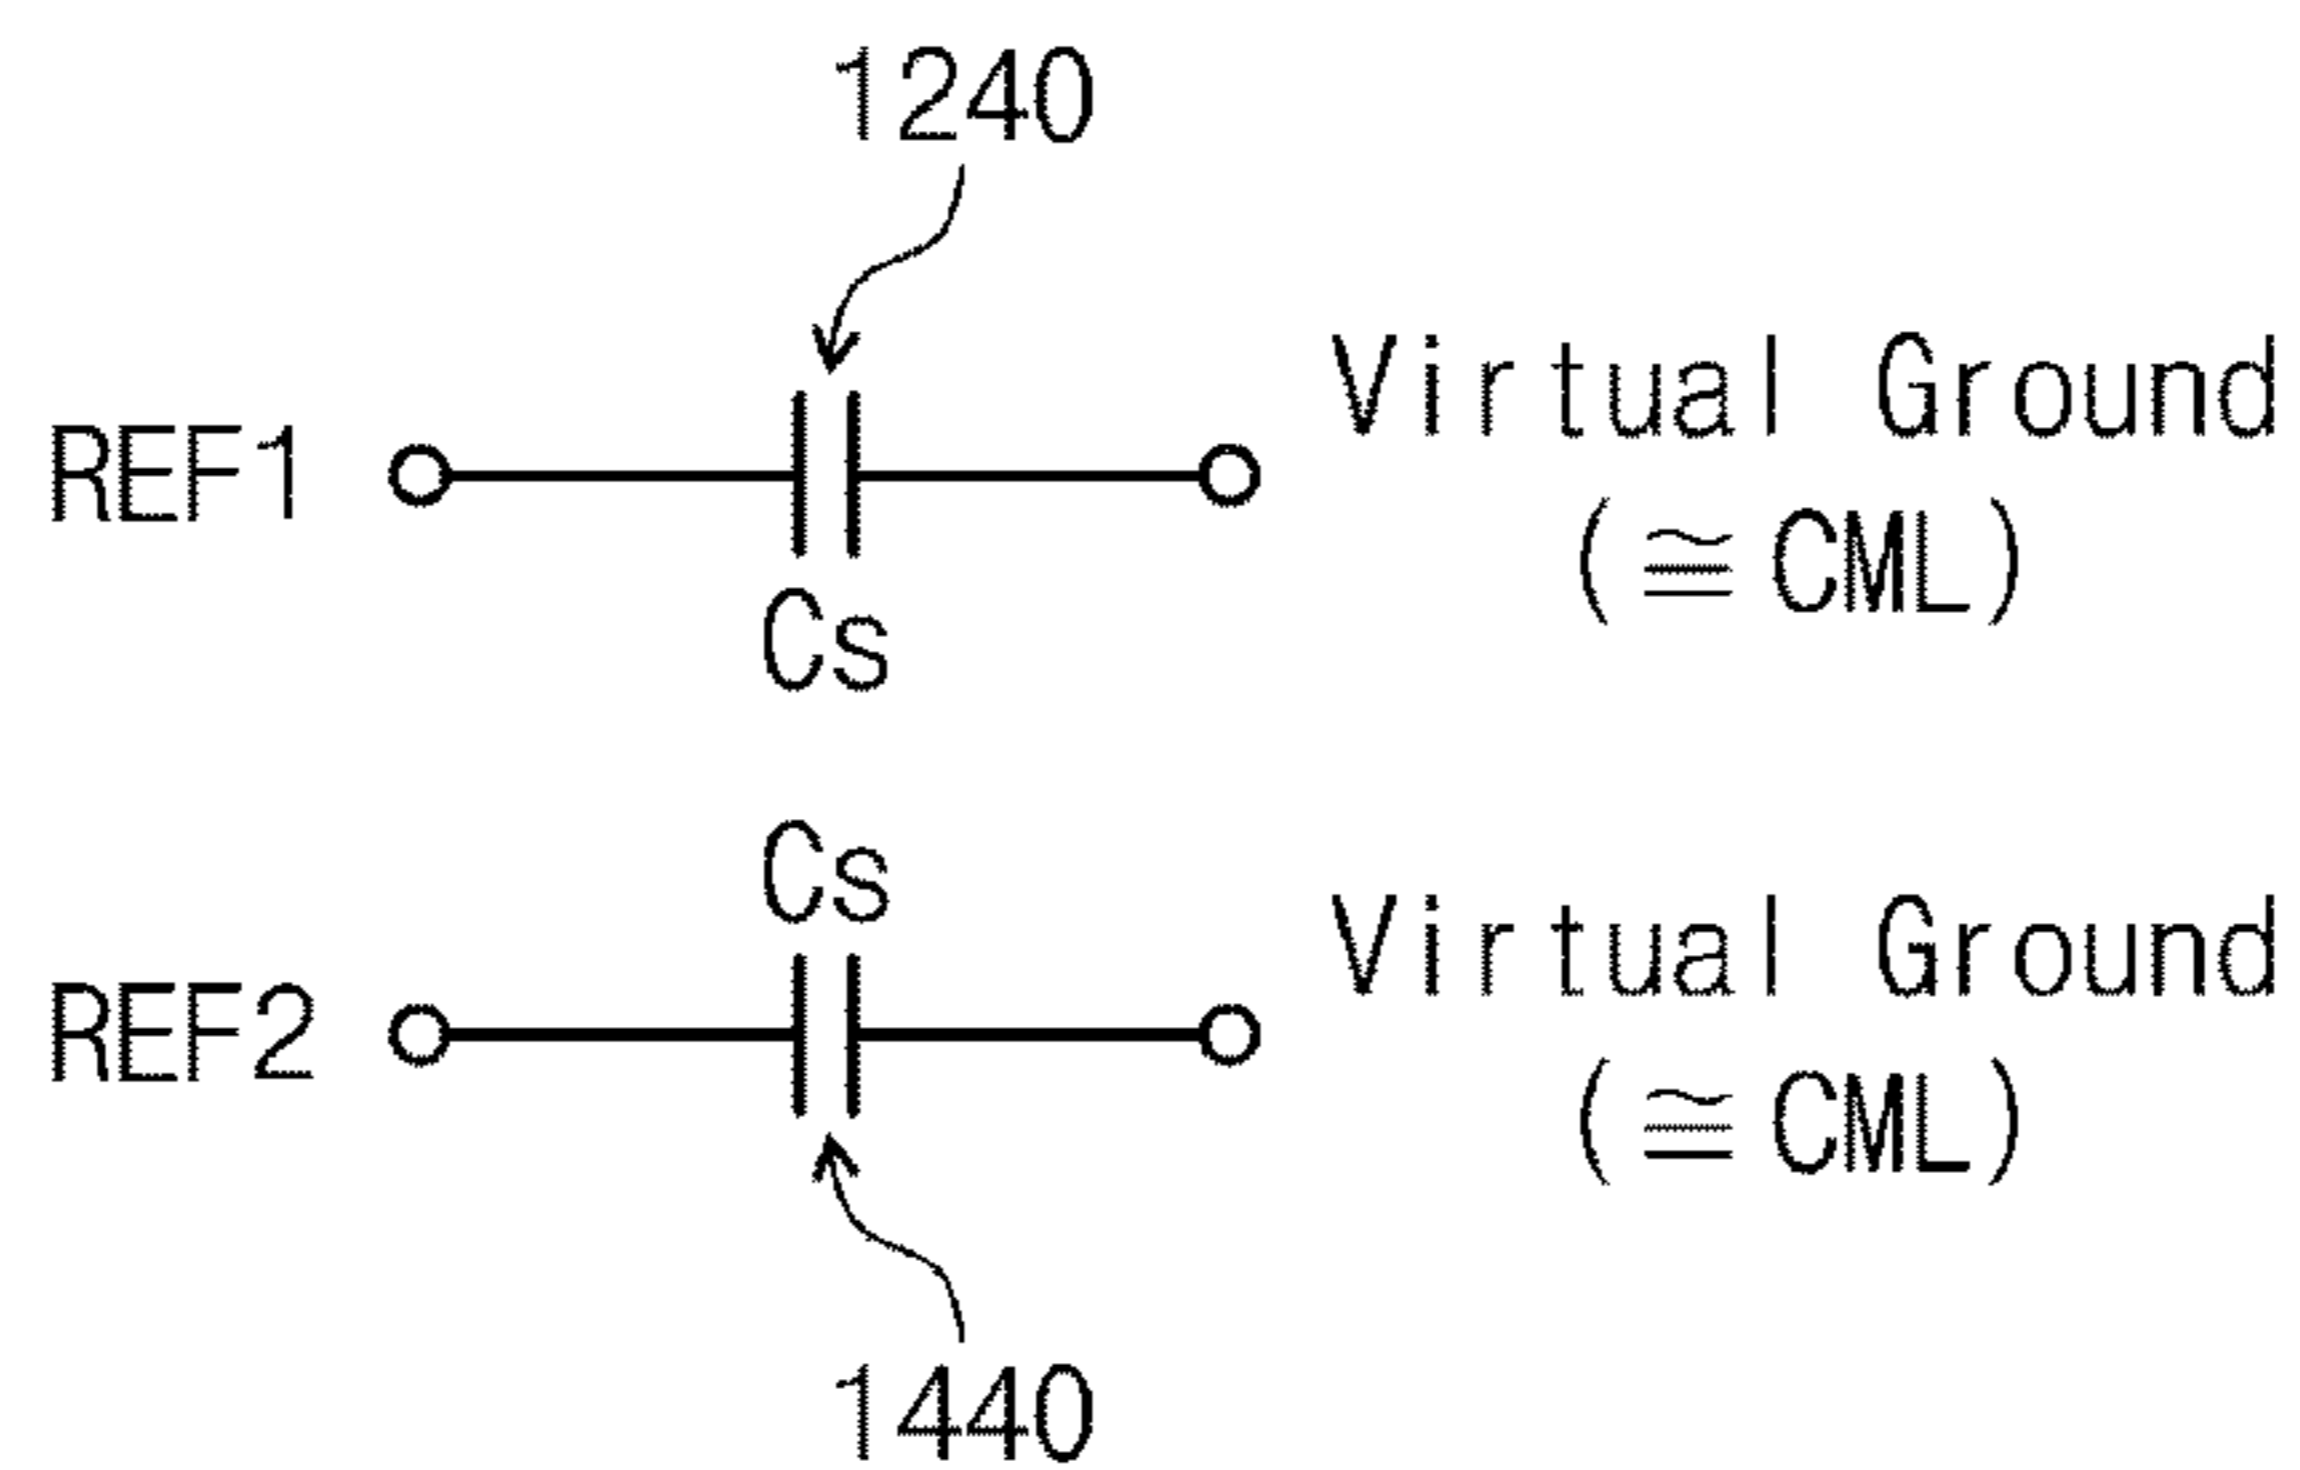 1240
REF1
Virtual Ground
(≅CML)
Cs
Cs
REF2
Virtual Ground
(≅CML)
1440